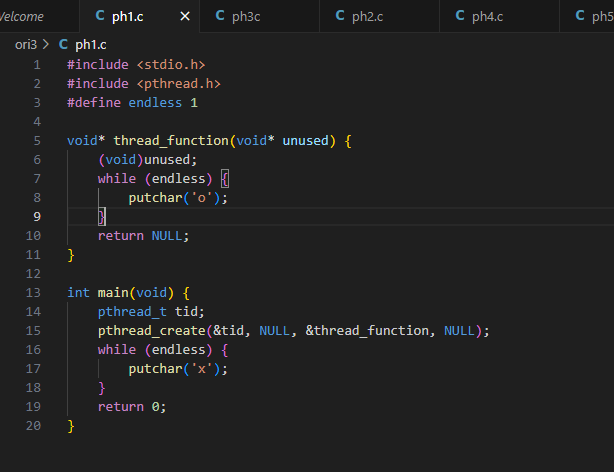 Welcome C ph1.c × C ph3c C ph2.c C ph4.c C ph5
ori3 > C ph1.c
1 #include <stdio.h>
2 #include <pthread.h>
3 #define endless 1
4
5 void* thread_function(void* unused) {
6 (void)unused;
7 while (endless) {
8 putchar('o');
9 }
10 return NULL;
11 }
12
13 int main(void) {
14 pthread_t tid;
15 pthread_create(&tid, NULL, &thread_function, NULL);
16 while (endless) {
17 putchar('x');
18 }
19 return 0;
20 }